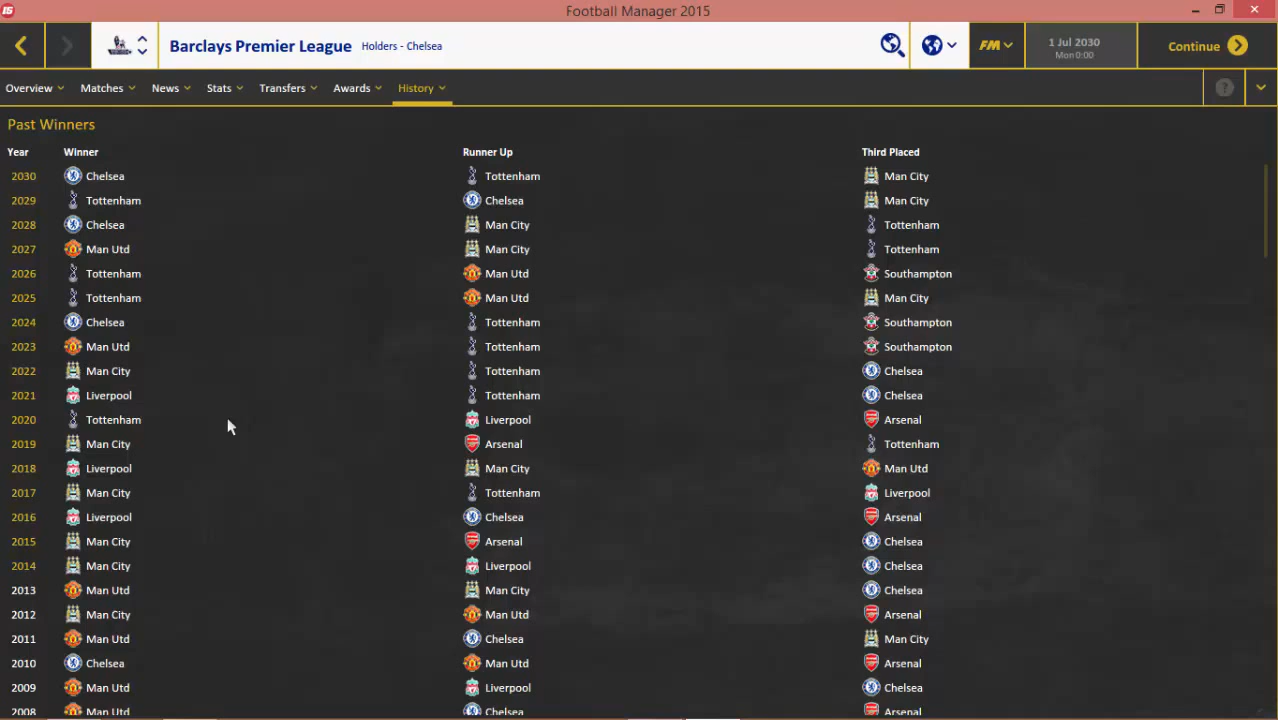 Football Manager 2015
Barclays Premier League Holders - Chelsea FM 1 Jul 2030 Mon 0:00 Continue
Overview Matches News Stats Transfers Awards History ?
Past Winners
Year Winner Runner Up Third Placed
2030 Chelsea Tottenham Man City
2029 Tottenham Chelsea Man City
2028 Chelsea Man City Tottenham
2027 Man Utd Man City Tottenham
2026 Tottenham Man Utd Southampton
2025 Tottenham Man Utd Man City
2024 Chelsea Tottenham Southampton
2023 Man Utd Tottenham Southampton
2022 Man City Tottenham Chelsea
2021 Liverpool Tottenham Chelsea
2020 Tottenham Liverpool Arsenal
2019 Man City Arsenal Tottenham
2018 Liverpool Man City Man Utd
2017 Man City Tottenham Liverpool
2016 Liverpool Chelsea Arsenal
2015 Man City Arsenal Chelsea
2014 Man City Liverpool Chelsea
2013 Man Utd Man City Chelsea
2012 Man City Man Utd Arsenal
2011 Man Utd Chelsea Man City
2010 Chelsea Man Utd Arsenal
2009 Man Utd Liverpool Chelsea
2008 Man Utd Chelsea Arsenal